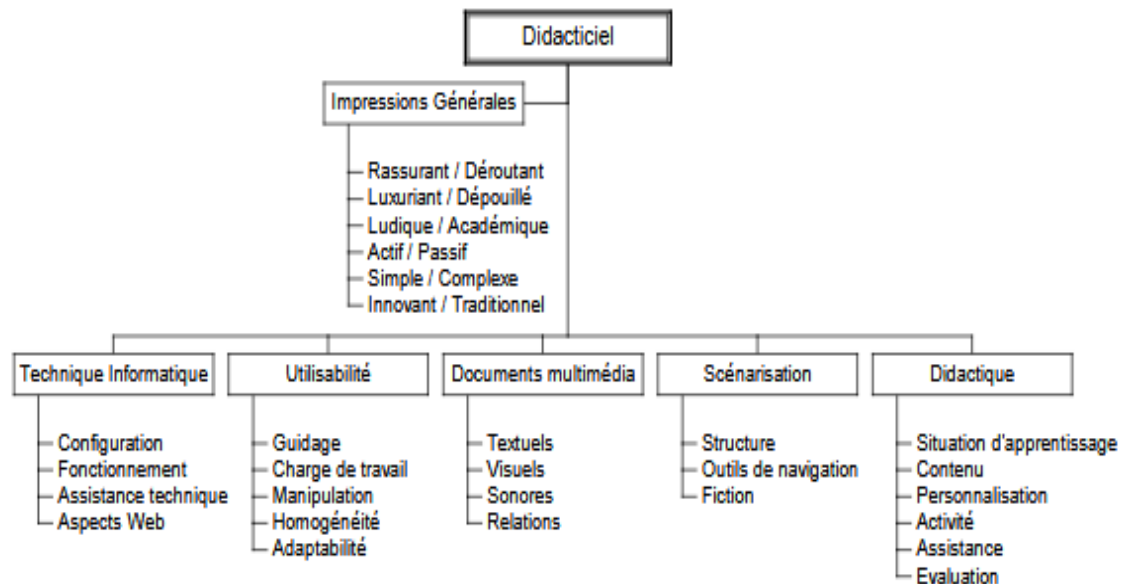 Didacticiel
Impressions Générales
Rassurant / Déroutant
Luxuriant / Dépouillé
Ludique / Académique
Actif / Passif
Simple / Complexe
Innovant / Traditionnel
Technique Informatique
Configuration
Fonctionnement
Assistance technique
Aspects Web
Utilisabilité
Guidage
Charge de travail
Manipulation
Homogénéité
Adaptabilité
Documents multimédia
Textuels
Visuels
Sonores
Relations
Scénarisation
Structure
Outils de navigation
Fiction
Didactique
Situation d'apprentissage
Contenu
Personnalisation
Activité
Assistance
Evaluation